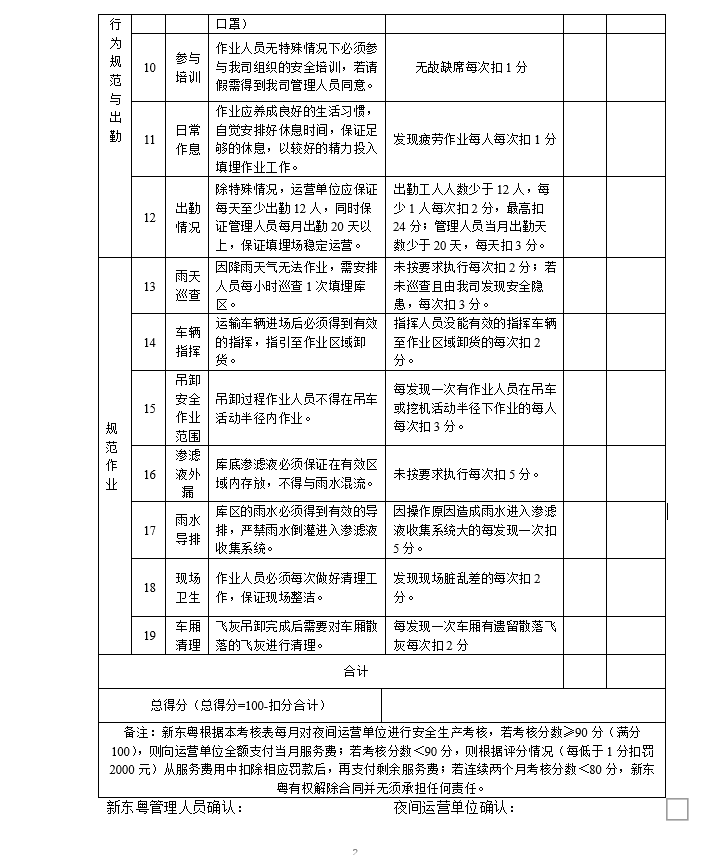 行为规范与出勤
口罩）
10
参与
培训
作业人员无特殊情况下必须参
与我司组织的安全培训，若请
假需得到我司管理人员同意。
无故缺席每次扣 1 分
11
日常
作息
作业应养成良好的生活习惯，
自觉安排好休息时间，保证足
够的休息，以较好的精力投入
填埋作业工作。
发现疲劳作业每人每次扣 1 分
12
出勤
情况
除特殊情况，运营单位应保证
每天至少出勤 12 人，同时保
证管理人员每月出勤 20 天以
上，保证填埋场稳定运营。
出勤工人人数少于 12 人，每
少 1 人每次扣 2 分，最高扣
24 分；管理人员当月出勤天
数少于 20 天，每天扣 3 分。
规范作业
13
雨天
巡查
因降雨天气无法作业，需安排
人员每小时巡查 1 次填埋库
区。
未按要求执行每次扣 2 分；若
未巡查且由我司发现安全隐
患，每次扣 3 分。
14
车辆
指挥
运输车辆进场后必须得到有效
的指挥，指引至作业区域卸
货。
指挥人员没能有效的指挥车辆
至作业区域卸货的每次扣 2
分。
15
吊卸
安全
作业
范围
吊卸过程作业人员不得在吊车
活动半径内作业。
每发现一次有作业人员在吊车
或挖机活动半径下作业的每人
每次扣 3 分。
16
渗滤
液外
漏
库底渗滤液必须保证在有效区
域内存放，不得与雨水混流。
未按要求执行每次扣 5 分。
17
雨水
导排
库区的雨水必须得到有效的导
排，严禁雨水倒灌进入渗滤液
收集系统。
因操作原因造成雨水进入渗滤
液收集系统大的每发现一次扣
5 分。
18
现场
卫生
作业人员必须每次做好清理工
作，保证现场整洁。
发现现场脏乱差的每次扣 2
分。
19
车厢
清理
飞灰吊卸完成后需要对车厢散
落的飞灰进行清理。
每发现一次车厢有遗留散落飞
灰每次扣 2 分
合计
总得分（总得分=100-扣分合计）
备注：新东粤根据本考核表每月对夜间运营单位进行安全生产考核，若考核分数≥90 分（满分
100），则向运营单位全额支付当月服务费；若考核分数＜90 分，则根据评分情况（每低于 1 分扣罚
2000 元）从服务费用中扣除相应罚款后，再支付剩余服务费；若连续两个月考核分数＜80 分，新东
粤有权解除合同并无须承担任何责任。
新东粤管理人员确认： 夜间运营单位确认：
2